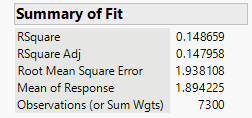 Summary of Fit
RSquare 0.148659
RSquare Adj 0.147958
Root Mean Square Error 1.938108
Mean of Response 1.894225
Observations (or Sum Wgts) 7300